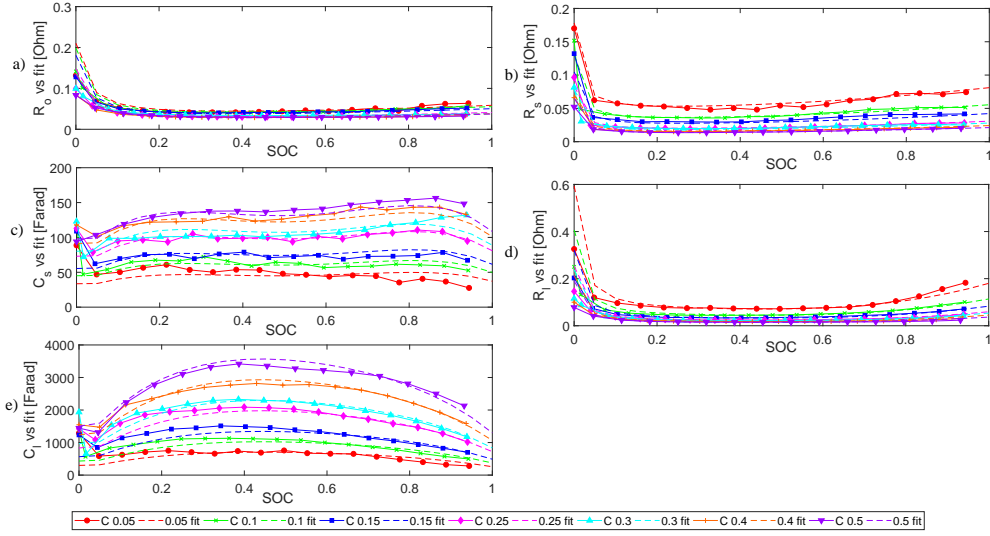 a)
R_o vs fit [Ohm]
0.3
0.2
0.1
0
0 0.2 0.4 0.6 0.8 1
SOC
b)
R_s vs fit [Ohm]
0.2
0.15
0.1
0.05
0
0 0.2 0.4 0.6 0.8 1
SOC
c)
C_s vs fit [Farad]
200
150
100
50
0
0 0.2 0.4 0.6 0.8 1
SOC
d)
R_l vs fit [Ohm]
0.6
0.4
0.2
0
0 0.2 0.4 0.6 0.8 1
SOC
e)
C_l vs fit [Farad]
4000
3000
2000
1000
0
0 0.2 0.4 0.6 0.8 1
SOC
C 0.05 0.05 fit C 0.1 0.1 fit C 0.15 0.15 fit C 0.25 0.25 fit C 0.3 0.3 fit C 0.4 0.4 fit C 0.5 0.5 fit